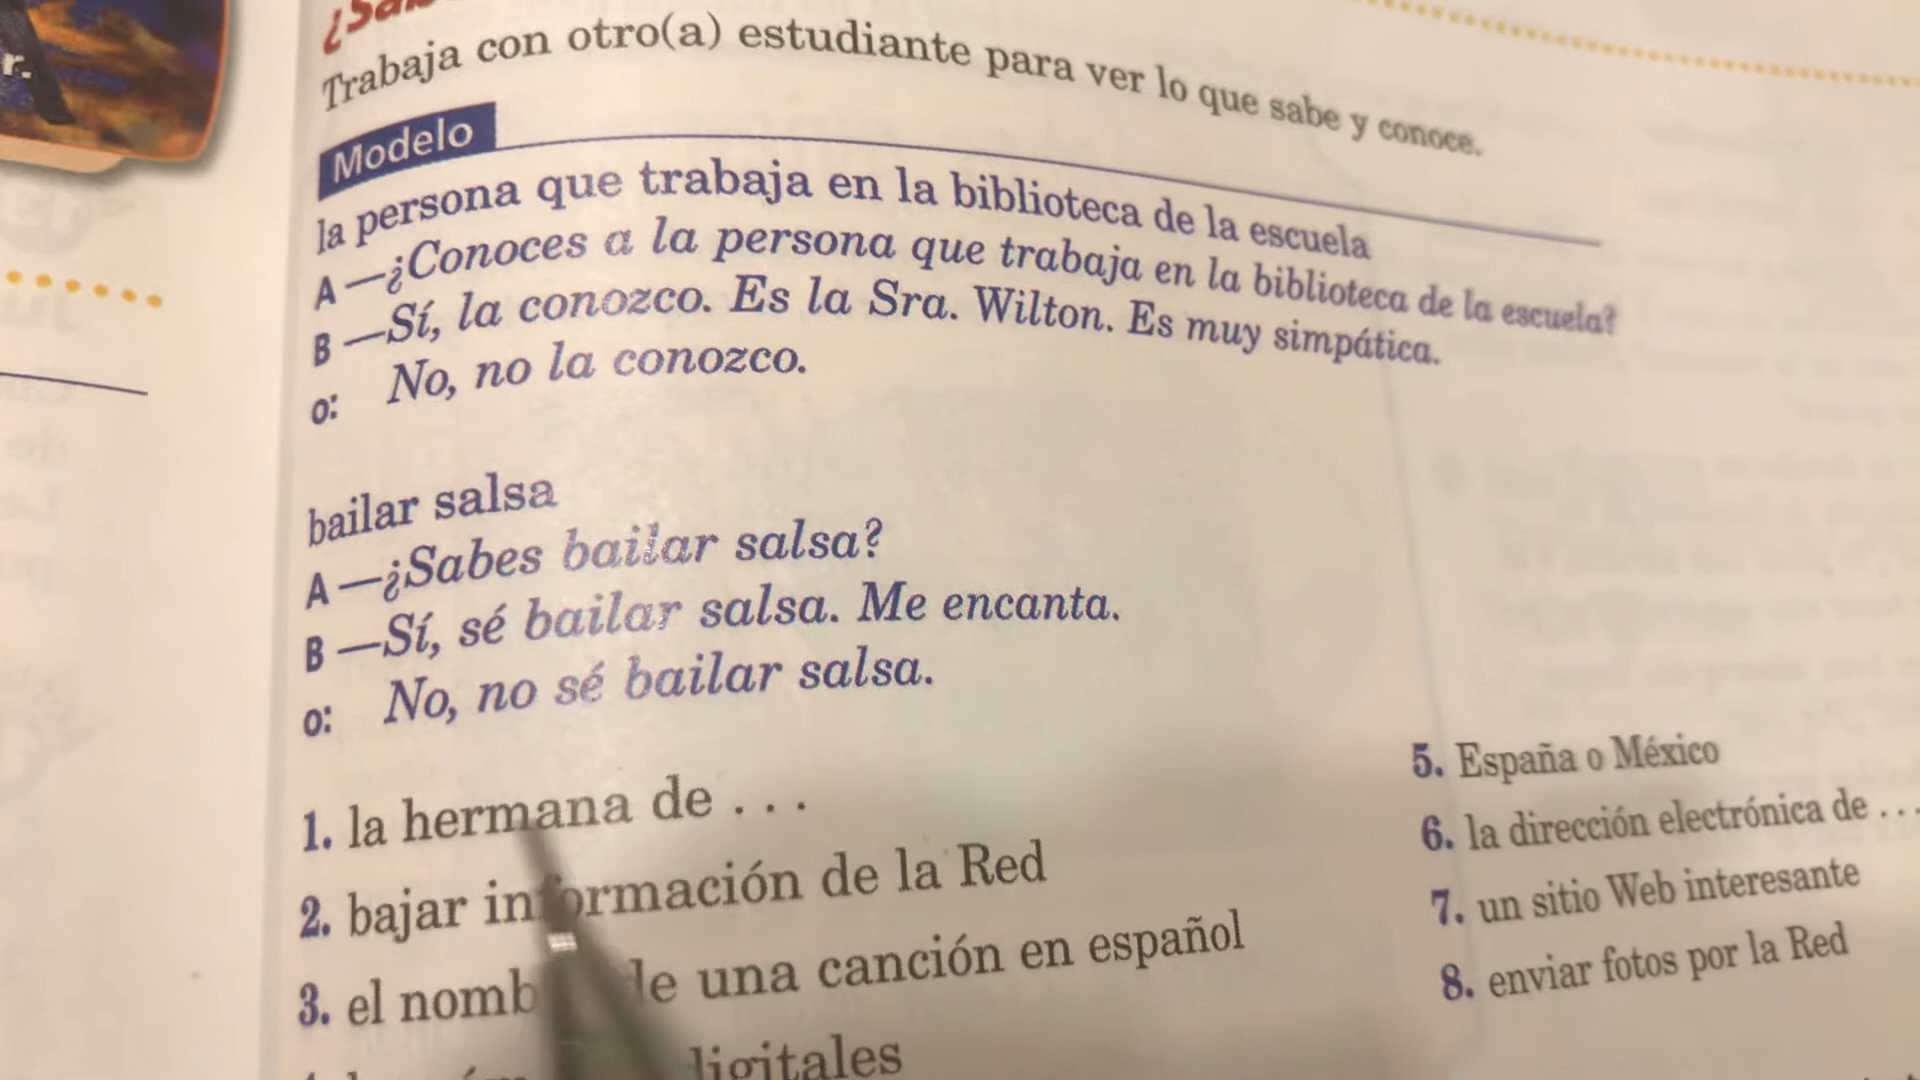 r.
Trabaja con otro(a) estudiante para ver lo que sabe y conoce.
Modelo
la persona que trabaja en la biblioteca de la escuela
A —¿Conoces a la persona que trabaja en la biblioteca de la escuela?
B —Sí, la conozco. Es la Sra. Wilton. Es muy simpática.
o: No, no la conozco.
bailar salsa
A —¿Sabes bailar salsa?
B —Sí, sé bailar salsa. Me encanta.
o: No, no sé bailar salsa.
1. la hermana de . . .
2. bajar información de la Red
3. el de una canción en español
digitales
5. España o México
6. la dirección electrónica de . . .
7. un sitio Web interesante
8. enviar fotos por la Red